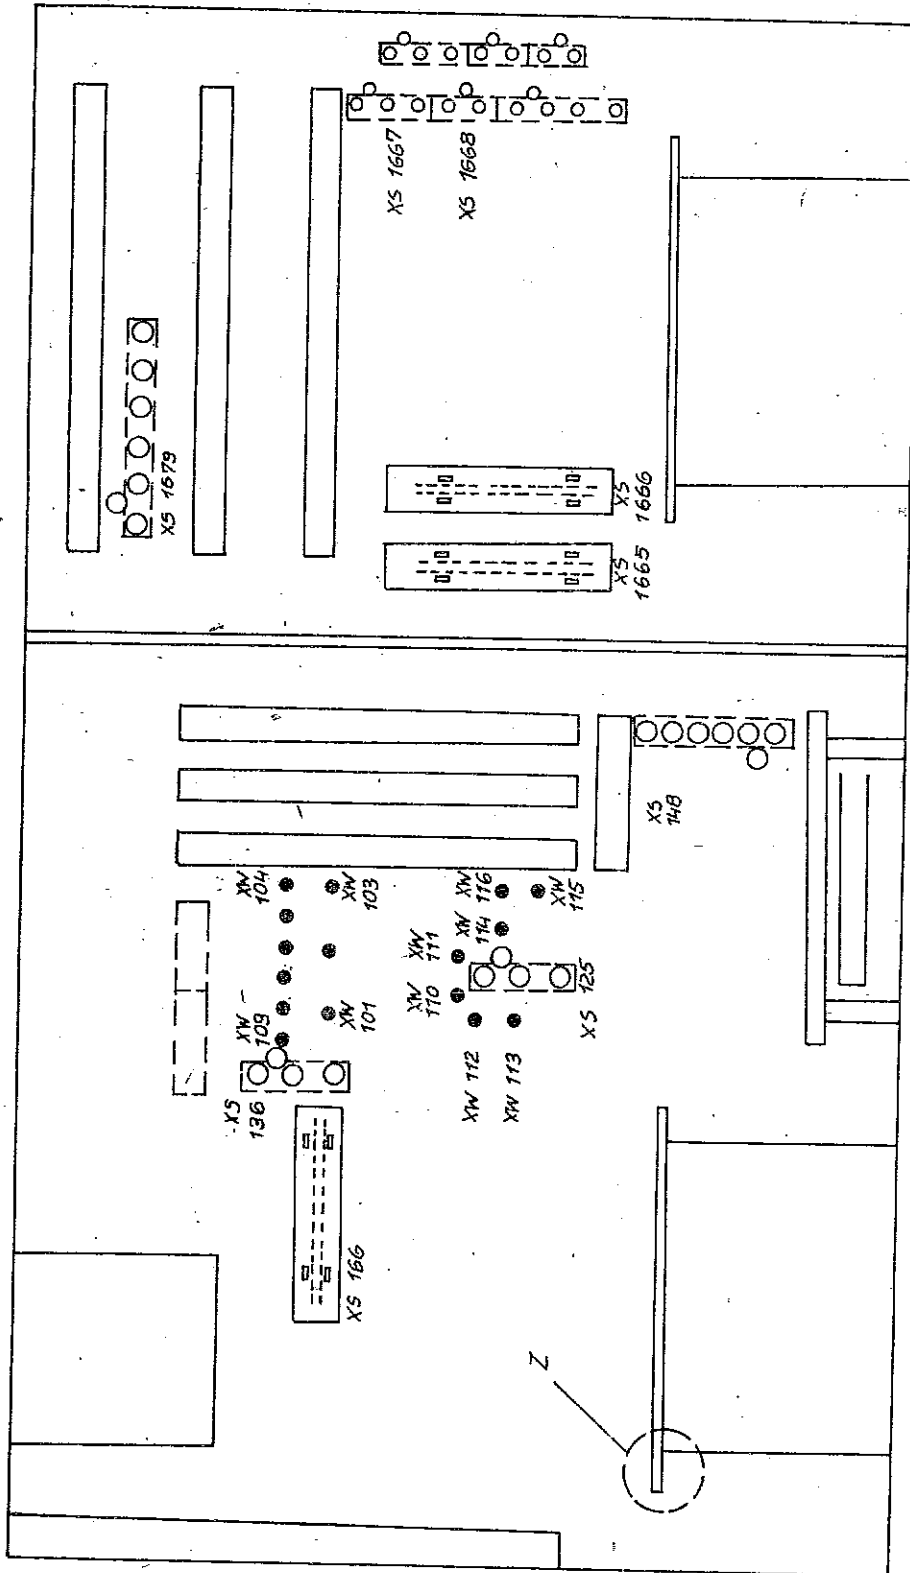 XS 1667
XS 1668
XS 1679
XS
1666
XS
1665
XS
148
XW
104
XW
103
XW
116
XW
115
XW
114
XW
111
XW
110
XW
109
XW
101
XS 125
XW 112
XW 113
XS
136
XS 166
Z